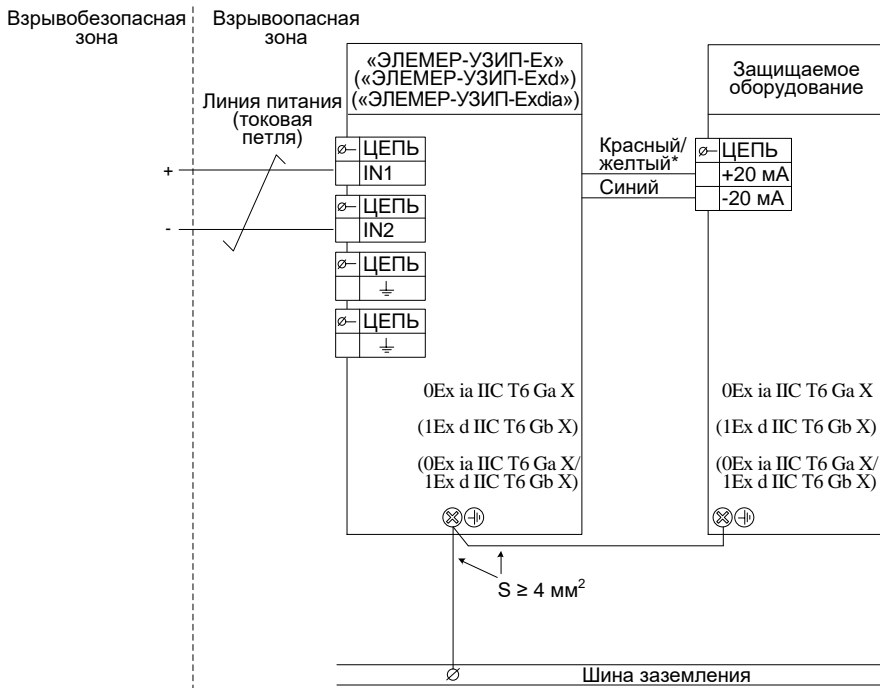 Взрывобезопасная
зона
Взрывоопасная
зона
«ЭЛЕМЕР-УЗИП-Ex»
(«ЭЛЕМЕР-УЗИП-Exd»)
(«ЭЛЕМЕР-УЗИП-Exdia»)
Защищаемое
оборудование
Линия питания
(токовая
петля)
+
-
ЦЕПЬ
IN1
ЦЕПЬ
IN2
ЦЕПЬ
ЦЕПЬ
Красный/
желтый*
Синий
ЦЕПЬ
+20 мА
-20 мА
0Ex ia IIC T6 Ga X
(1Ex d IIC T6 Gb X)
(0Ex ia IIC T6 Ga X/
1Ex d IIC T6 Gb X)
0Ex ia IIC T6 Ga X
(1Ex d IIC T6 Gb X)
(0Ex ia IIC T6 Ga X/
1Ex d IIC T6 Gb X)
S ≥ 4 мм²
Шина заземления